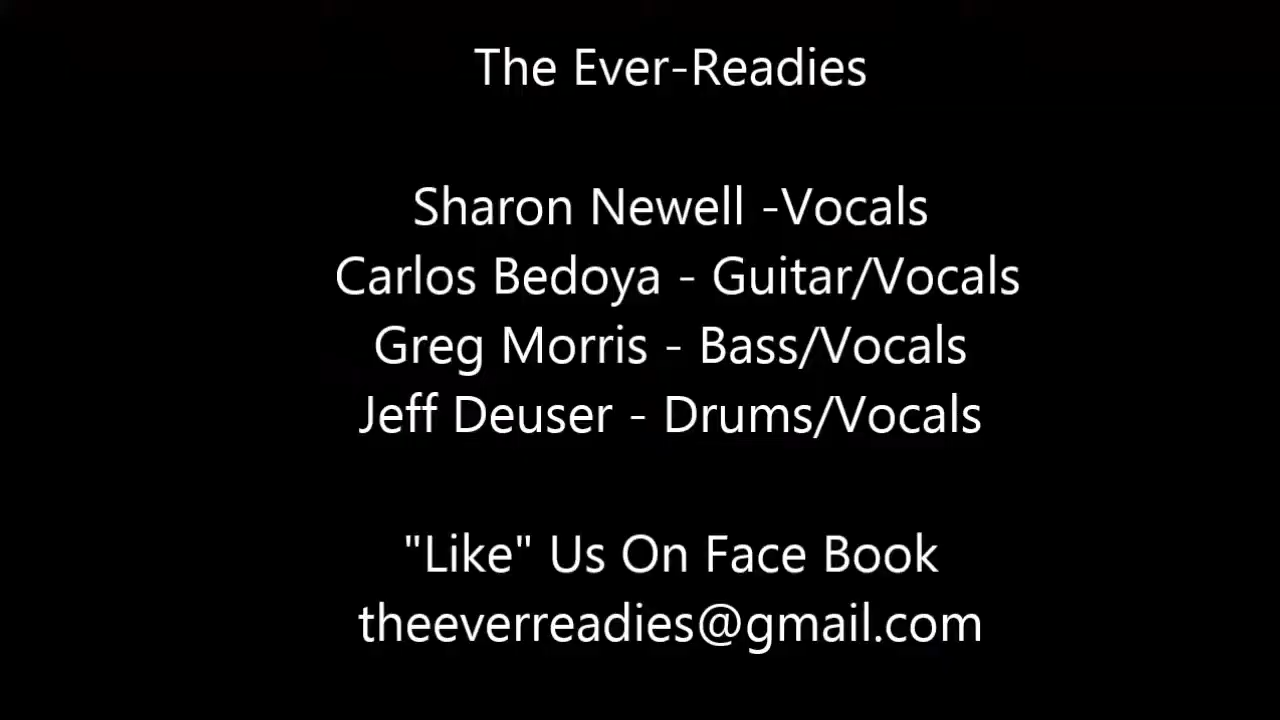 The Ever-Readies
Sharon Newell -Vocals
Carlos Bedoya - Guitar/Vocals
Greg Morris - Bass/Vocals
Jeff Deuser - Drums/Vocals
"Like" Us On Face Book
theeverreadies@gmail.com